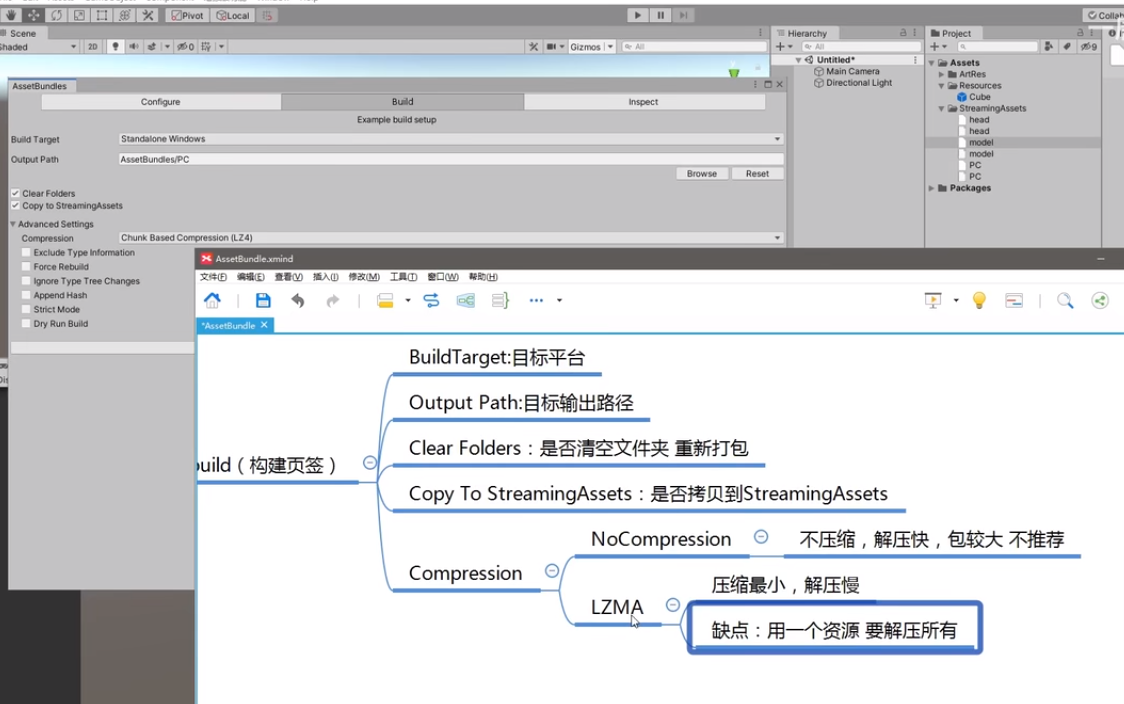 Pivot
Local
Collab
Scene
Shaded
2D
0
Gizmos
All
Hierarchy
All
Untitled*
Main Camera
Directional Light
Project
9
Assets
ArtRes
Resources
Cube
StreamingAssets
head
head
model
model
PC
PC
Packages
AssetBundles
Configure
Build
Inspect
Example build setup
Build Target
Standalone Windows
Output Path
AssetBundles/PC
Browse
Reset
Clear Folders
Copy to StreamingAssets
Advanced Settings
Compression
Chunk Based Compression (LZ4)
Exclude Type Information
Force Rebuild
Ignore Type Tree Changes
Append Hash
Strict Mode
Dry Run Build
AssetBundle.xmind
文件(F) 编辑(E) 查看(V) 插入(I) 修改(M) 工具(T) 窗口(W) 帮助(H)
*AssetBundle
BuildTarget:目标平台
Output Path:目标输出路径
Clear Folders：是否清空文件夹 重新打包
build（构建页签）
Copy To StreamingAssets：是否拷贝到StreamingAssets
NoCompression
不压缩，解压快，包较大 不推荐
Compression
压缩最小，解压慢
LZMA
缺点：用一个资源 要解压所有